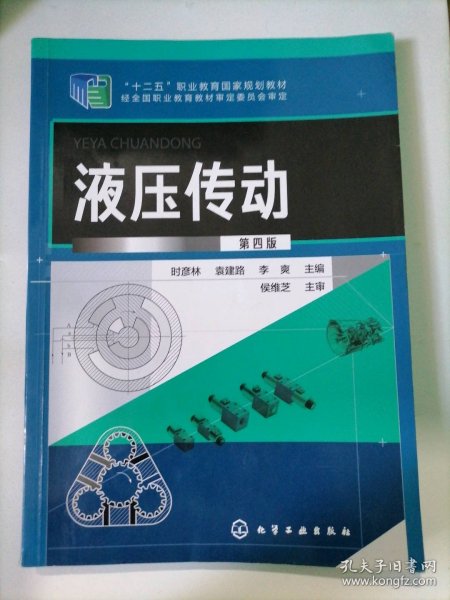 “十二五”职业教育国家规划教材
经全国职业教育教材审定委员会审定
YEYA CHUANDONG
液压传动
第四版
时彦林 袁建路 李爽 主编
侯维芝 主审
化学工业出版社
孔夫子旧书网
www.kongfz.com